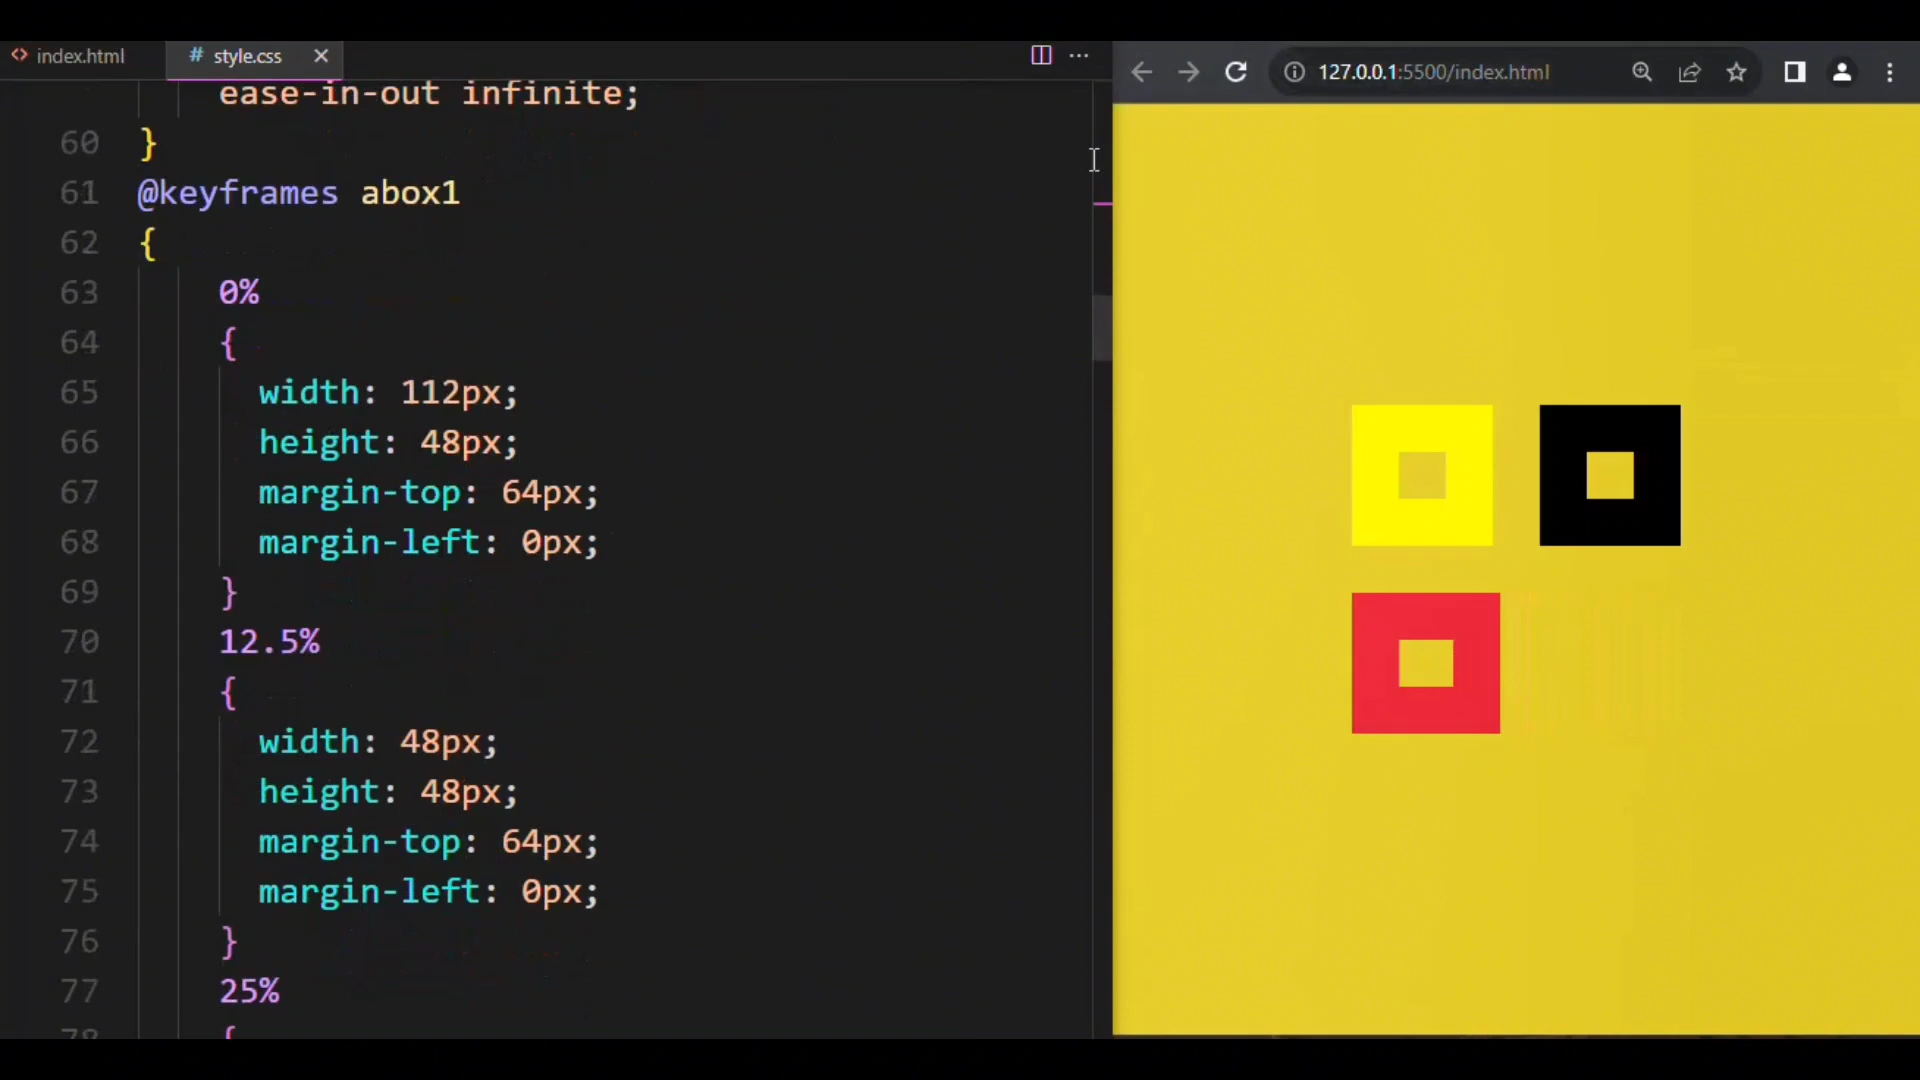 index.html
style.css
127.0.0.1:5500/index.html
ease-in-out infinite;
60 }
61 @keyframes abox1
62 {
63 0%
64 {
65 width: 112px;
66 height: 48px;
67 margin-top: 64px;
68 margin-left: 0px;
69 }
70 12.5%
71 {
72 width: 48px;
73 height: 48px;
74 margin-top: 64px;
75 margin-left: 0px;
76 }
77 25%
78 {